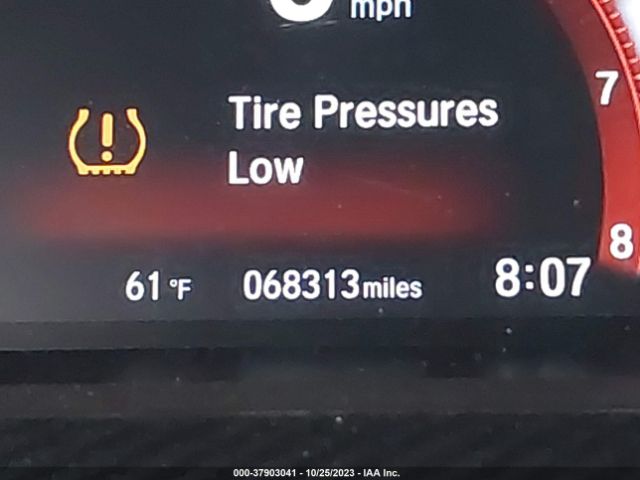 mph
7
Tire Pressures
Low
8
61 °F 068313 miles 8:07
000-37903041 - 10/25/2023 - IAA Inc.